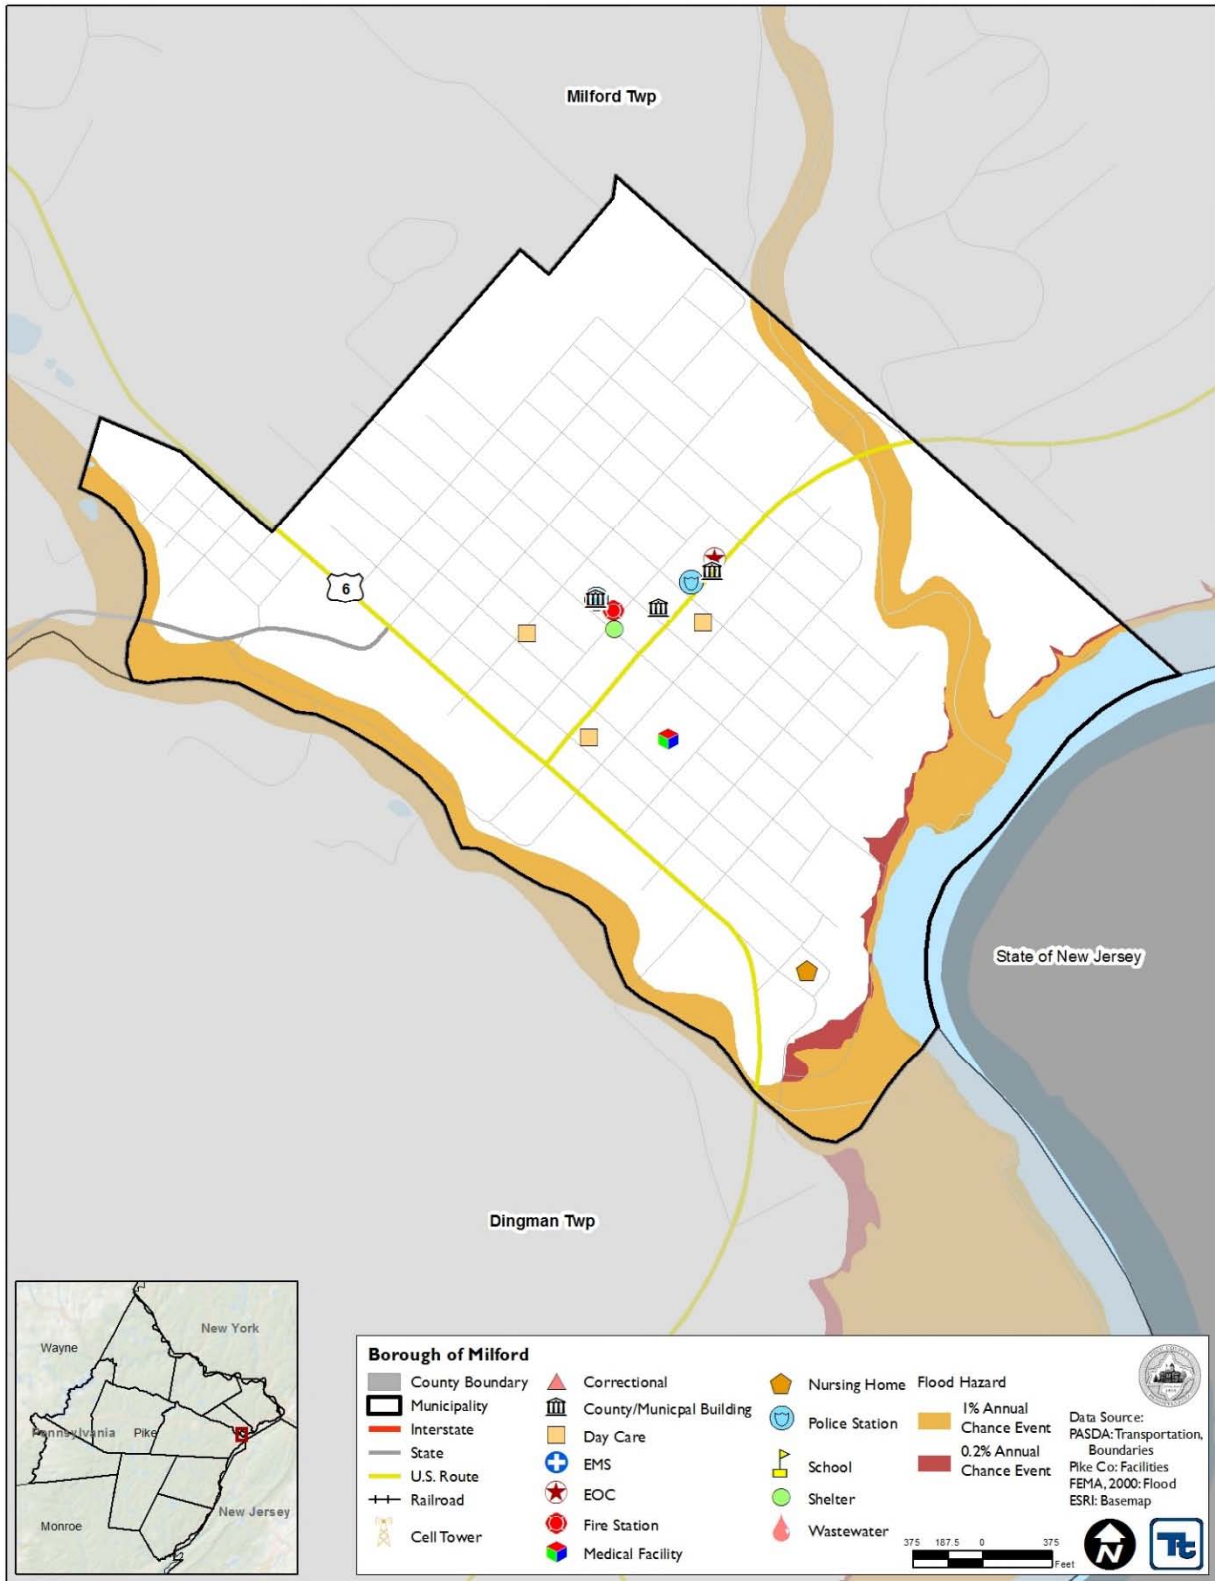 Milford Twp
6
State of New Jersey
Dingman Twp
New York
Wayne
Pennsylvania
Pike
New Jersey
Monroe
Borough of Milford
County Boundary
Municipality
Interstate
State
U.S. Route
Railroad
Cell Tower
Correctional
County/Municpal Building
Day Care
EMS
EOC
Fire Station
Medical Facility
Nursing Home
Police Station
School
Shelter
Wastewater
Flood Hazard
1% Annual
Chance Event
0.2% Annual
Chance Event
Data Source:
PASDA: Transportation,
Boundaries
Pike Co: Facilities
FEMA, 2000: Flood
ESRI: Basemap
375 187.5 0 375
Feet
N
Tt